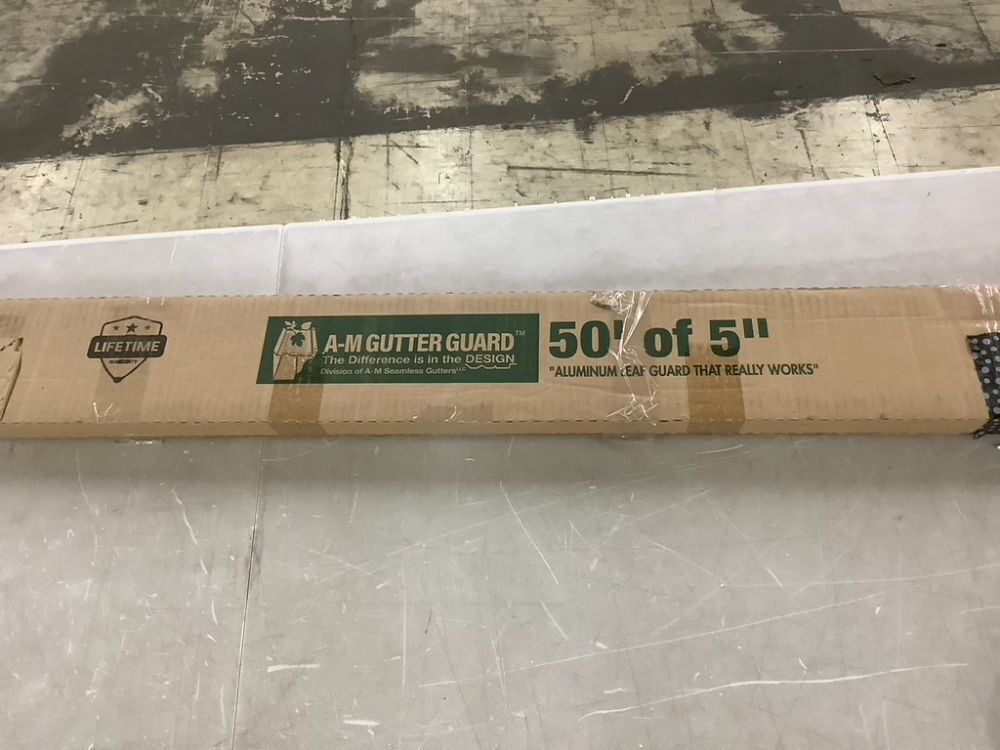 LIFETIME
WARRANTY
A-M GUTTER GUARD™
The Difference is in the DESIGN
Division of A-M Seamless Gutters LLC
50' of 5"
"ALUMINUM LEAF GUARD THAT REALLY WORKS"